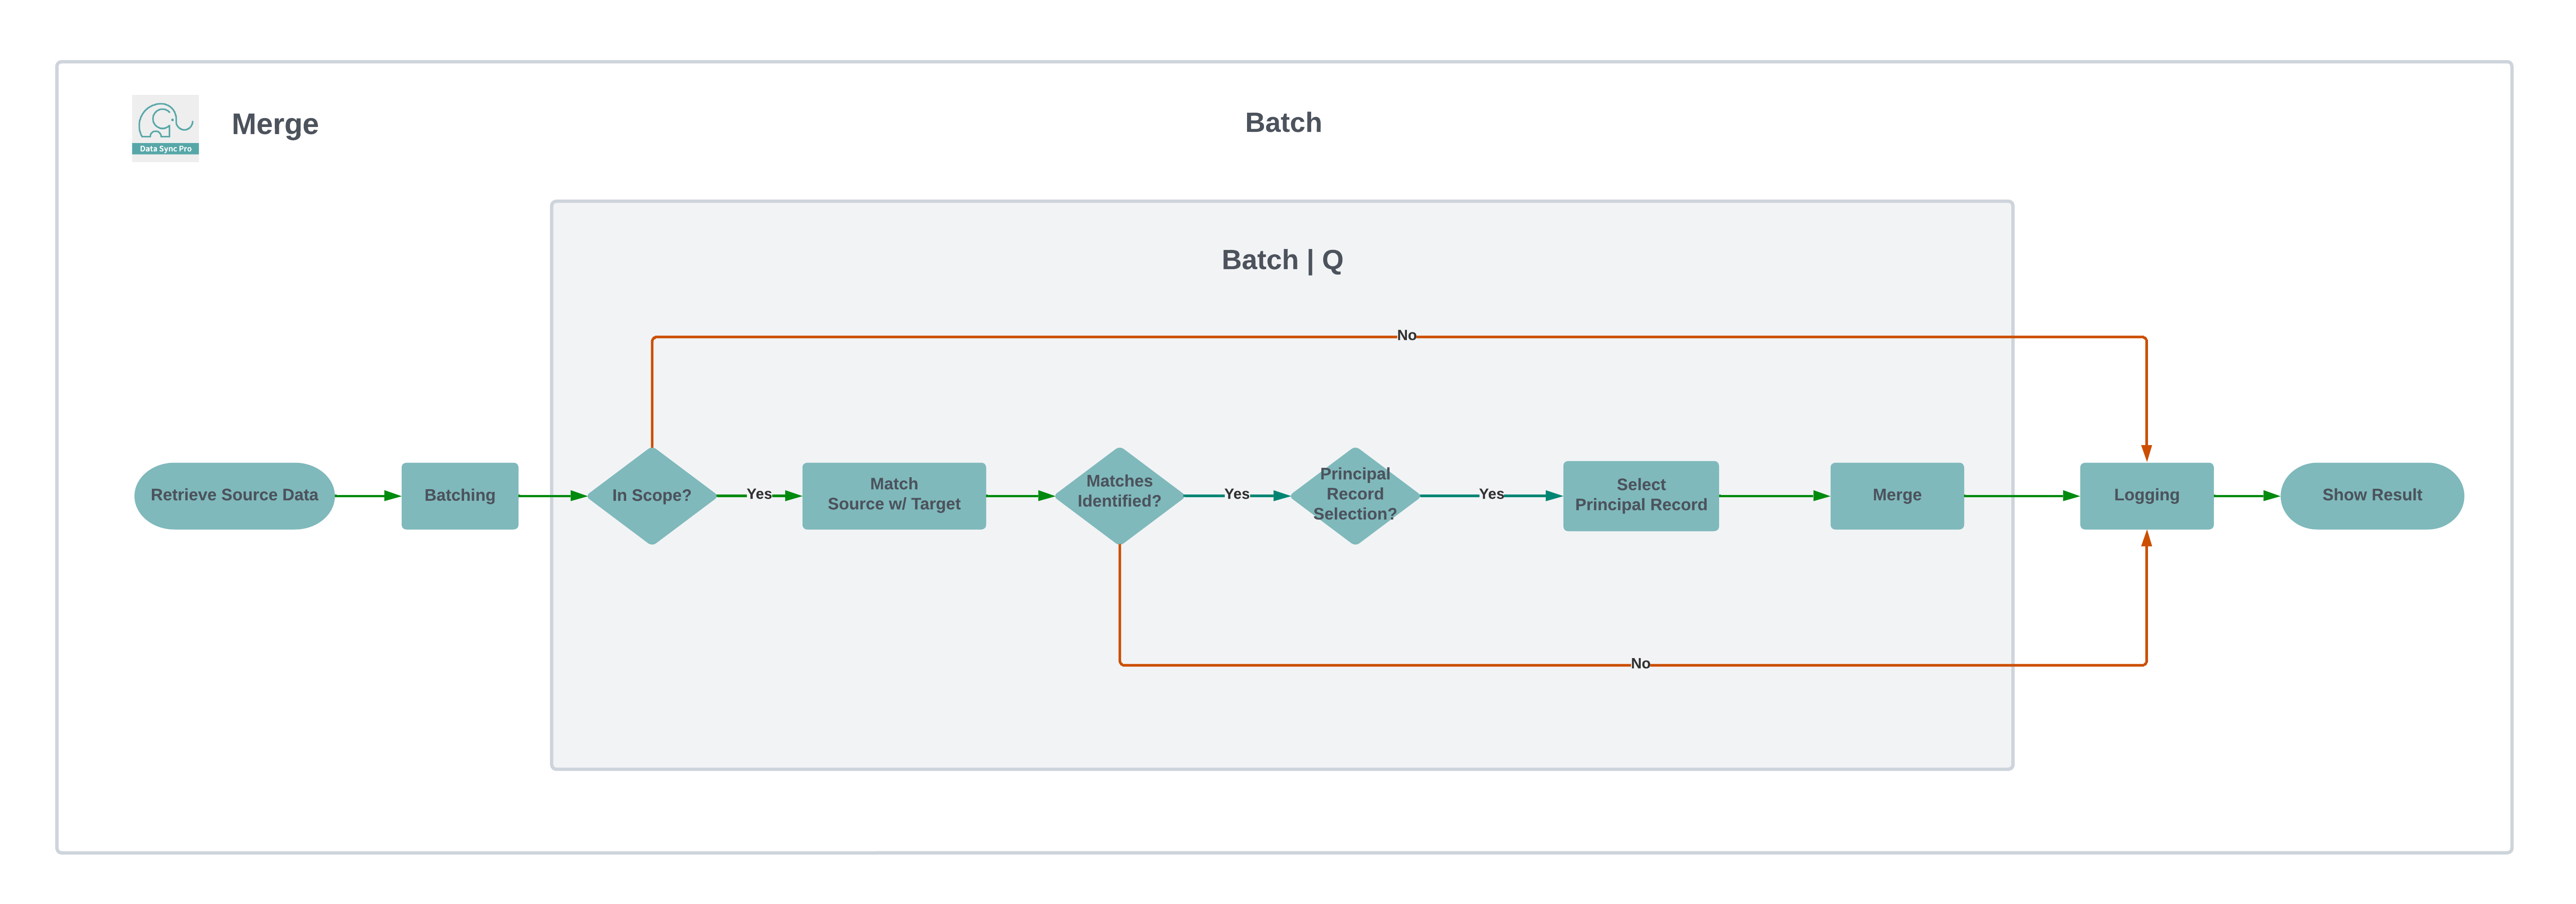 Data Sync Pro
Merge
Batch
Batch | Q
No
Retrieve Source Data
Batching
In Scope?
Yes
Match
Source w/ Target
Matches
Identified?
Yes
Principal
Record
Selection?
Yes
Select
Principal Record
Merge
Logging
Show Result
No